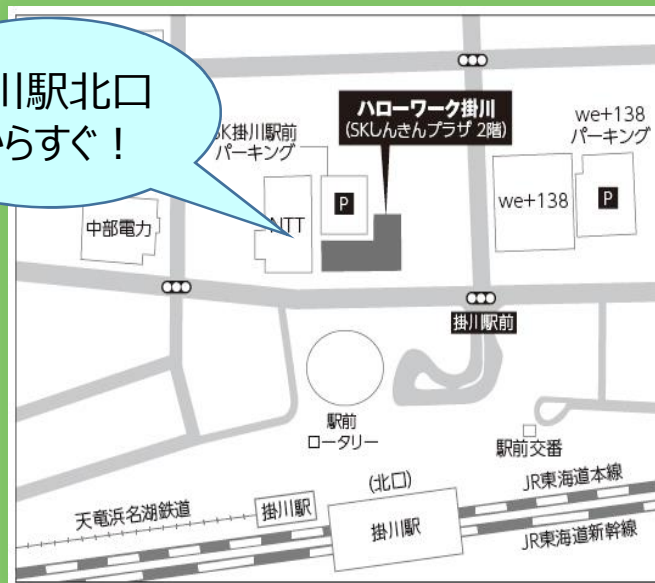 川駅北口
らすぐ！
ハローワーク掛川
(SKしんきんプラザ 2階)
SK掛川駅前
パーキング
we+138
パーキング
P
中部電力
NTT
we+138
P
掛川駅前
駅前
ロータリー
駅前交番
(北口)
JR東海道本線
天竜浜名湖鉄道
掛川駅
掛川駅
JR東海道新幹線